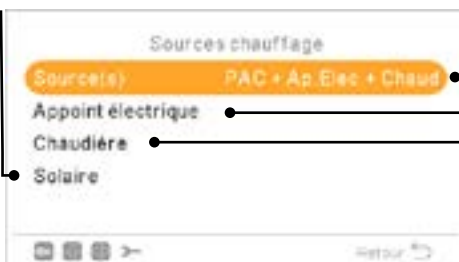 Sources chauffage
Source(s) PAC + Ap.Elec + Chaud
Appoint électrique
Chaudière
Solaire
Retour